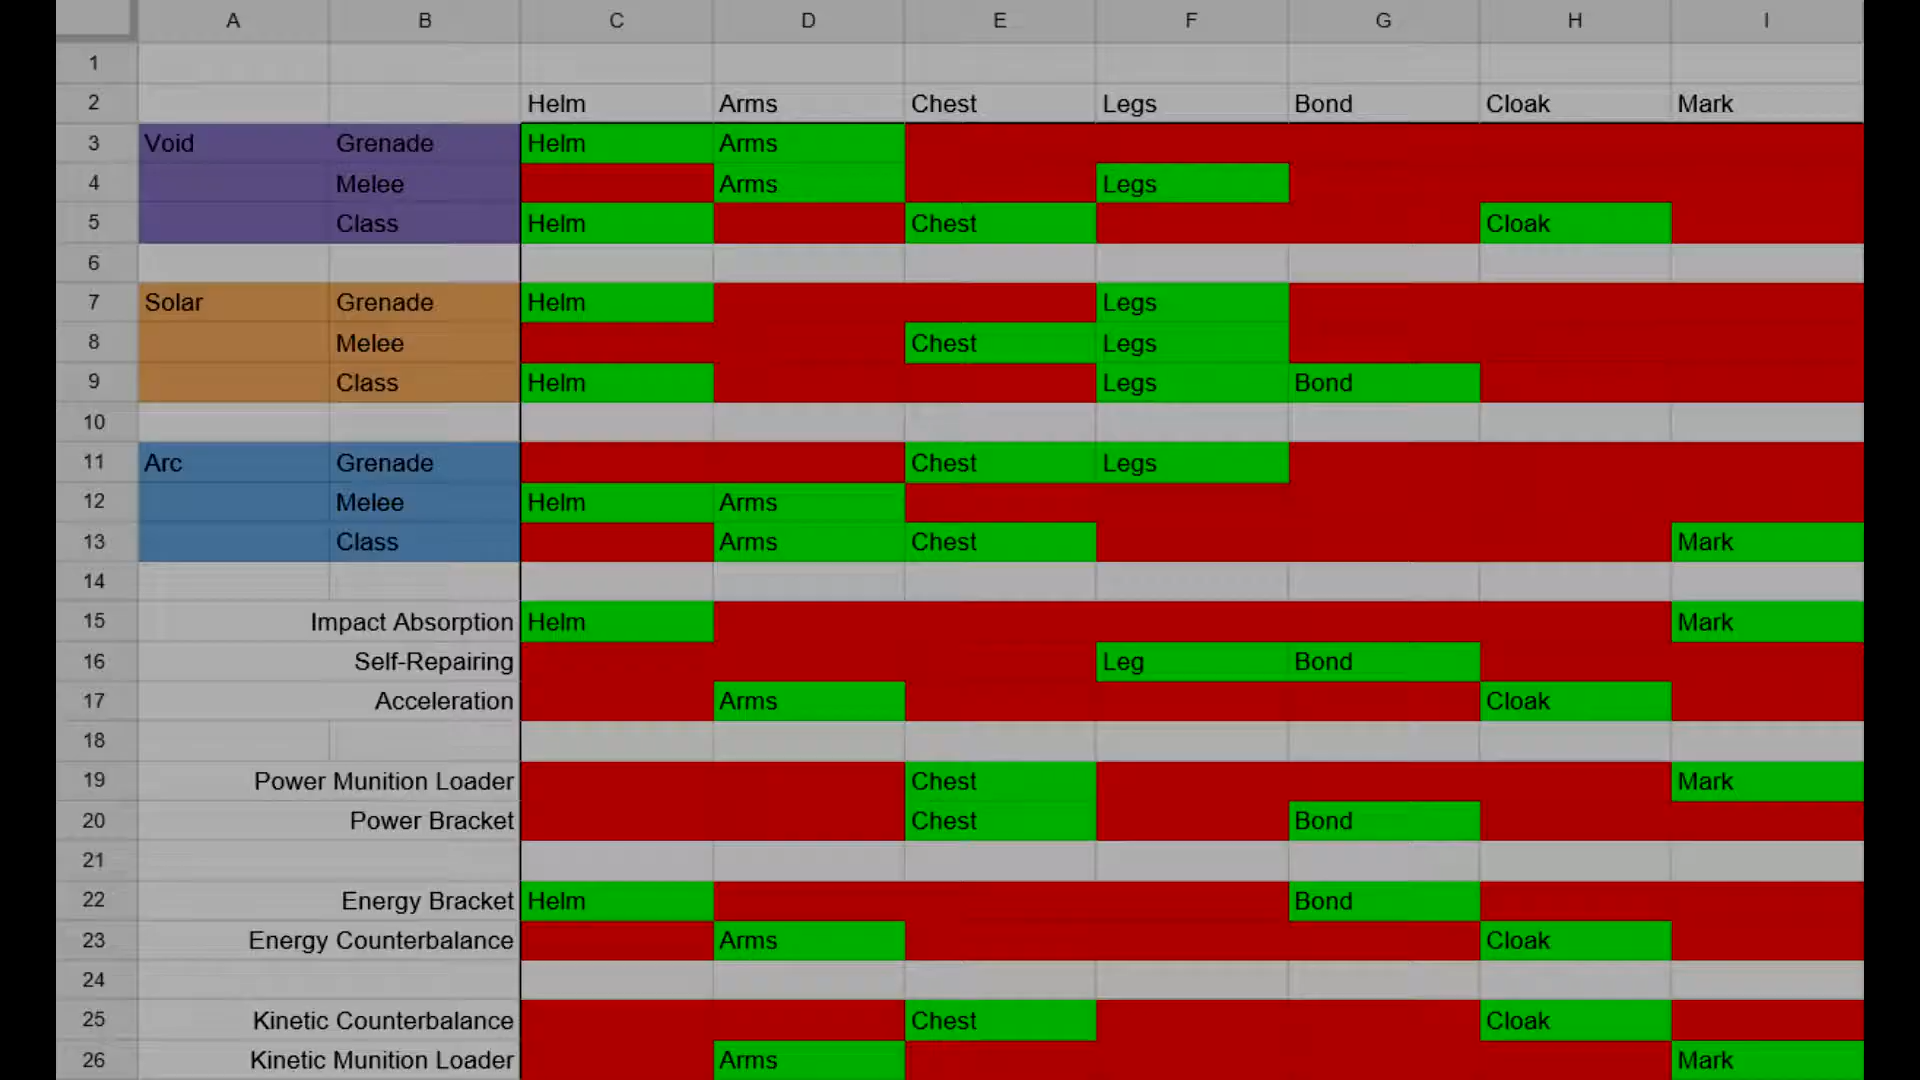 A B C D E F G H I
1
2 Helm Arms Chest Legs Bond Cloak Mark
3 Void Grenade Helm Arms
4 Melee Arms Legs
5 Class Helm Chest Cloak
6
7 Solar Grenade Helm Legs
8 Melee Chest Legs
9 Class Helm Legs Bond
10
11 Arc Grenade Chest Legs
12 Melee Helm Arms
13 Class Arms Chest Mark
14
15 Impact Absorption Helm Mark
16 Self-Repairing Leg Bond
17 Acceleration Arms Cloak
18
19 Power Munition Loader Chest Mark
20 Power Bracket Chest Bond
21
22 Energy Bracket Helm Bond
23 Energy Counterbalance Arms Cloak
24
25 Kinetic Counterbalance Chest Cloak
26 Kinetic Munition Loader Arms Mark